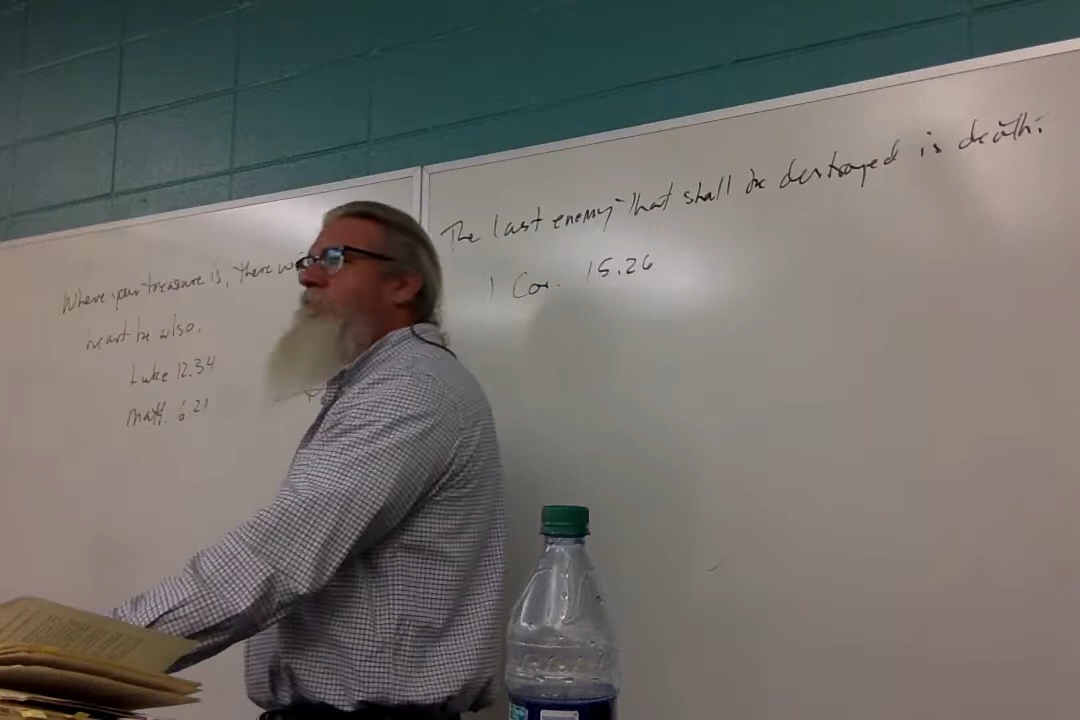 Where your treasure is, there
heart be also.
Luke 12.34
Matt. 6 21
The last enemy that shall be destroyed is death.
1 Cor. 15.26